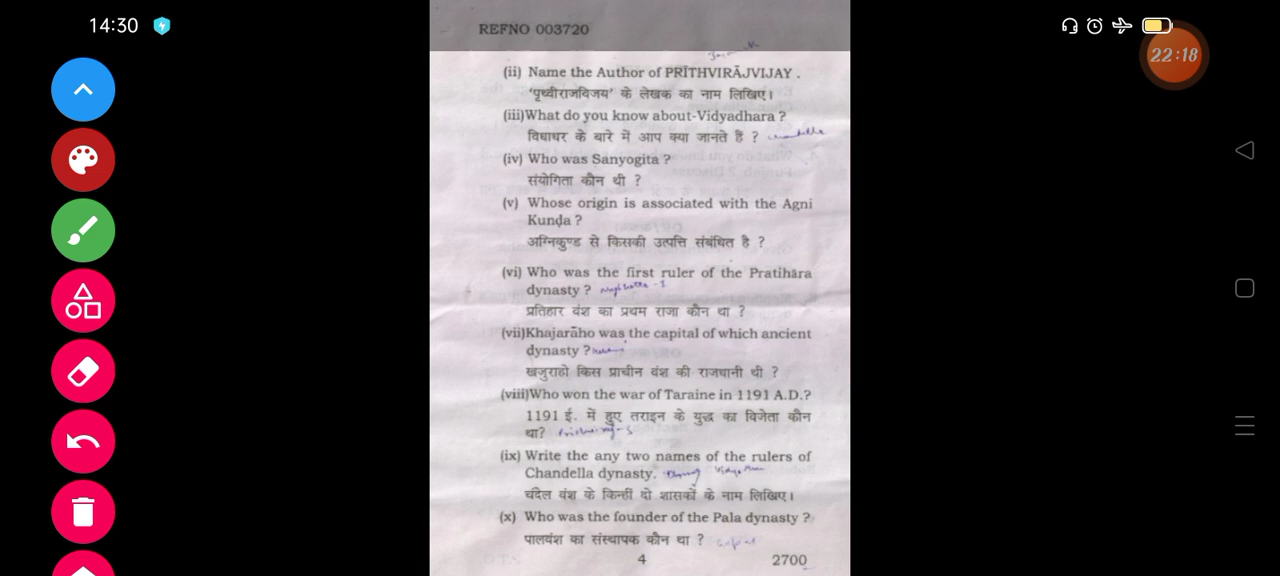 14:30
22:18
REFNO 003720
(ii) Name the Author of PRĪTHVIRĀJVIJAY .
'पृथ्वीराजविजय' के लेखक का नाम लिखिए।
(iii)What do you know about-Vidyadhara ?
विद्याधर के बारे में आप क्या जानते हैं ?
(iv) Who was Sanyogita ?
संयोगिता कौन थी ?
(v) Whose origin is associated with the Agni
Kuṇḍa ?
अग्निकुण्ड से किसकी उत्पत्ति संबंधित है ?
(vi) Who was the first ruler of the Pratihāra
dynasty ?
प्रतिहार वंश का प्रथम राजा कौन था ?
(vii)Khajarāho was the capital of which ancient
dynasty ?
खजुराहो किस प्राचीन वंश की राजधानी थी ?
(viii)Who won the war of Taraine in 1191 A.D.?
1191 ई. में हुए तराइन के युद्ध का विजेता कौन
था?
(ix) Write the any two names of the rulers of
Chandella dynasty.
चंदेल वंश के किन्हीं दो शासकों के नाम लिखिए।
(x) Who was the founder of the Pala dynasty ?
पालवंश का संस्थापक कौन था ?
4 2700